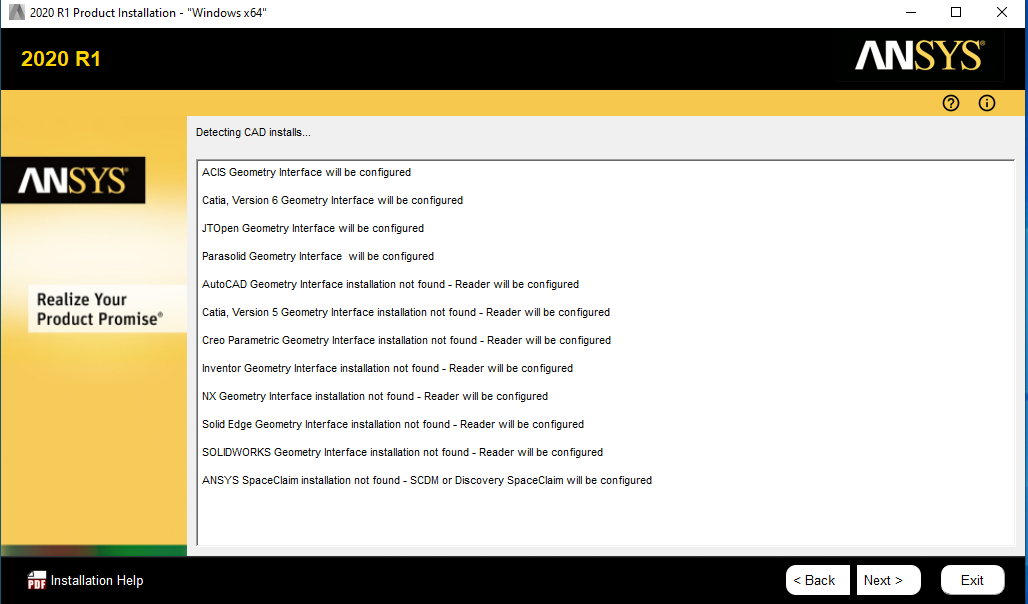 2020 R1 Product Installation - "Windows x64"
2020 R1
ANSYS®
Detecting CAD installs...
ANSYS®
Realize Your
Product Promise®
ACIS Geometry Interface will be configured
Catia, Version 6 Geometry Interface will be configured
JTOpen Geometry Interface will be configured
Parasolid Geometry Interface  will be configured
AutoCAD Geometry Interface installation not found - Reader will be configured
Catia, Version 5 Geometry Interface installation not found - Reader will be configured
Creo Parametric Geometry Interface installation not found - Reader will be configured
Inventor Geometry Interface installation not found - Reader will be configured
NX Geometry Interface installation not found - Reader will be configured
Solid Edge Geometry Interface installation not found - Reader will be configured
SOLIDWORKS Geometry Interface installation not found - Reader will be configured
ANSYS SpaceClaim installation not found - SCDM or Discovery SpaceClaim will be configured
PDF Installation Help
< Back
Next >
Exit